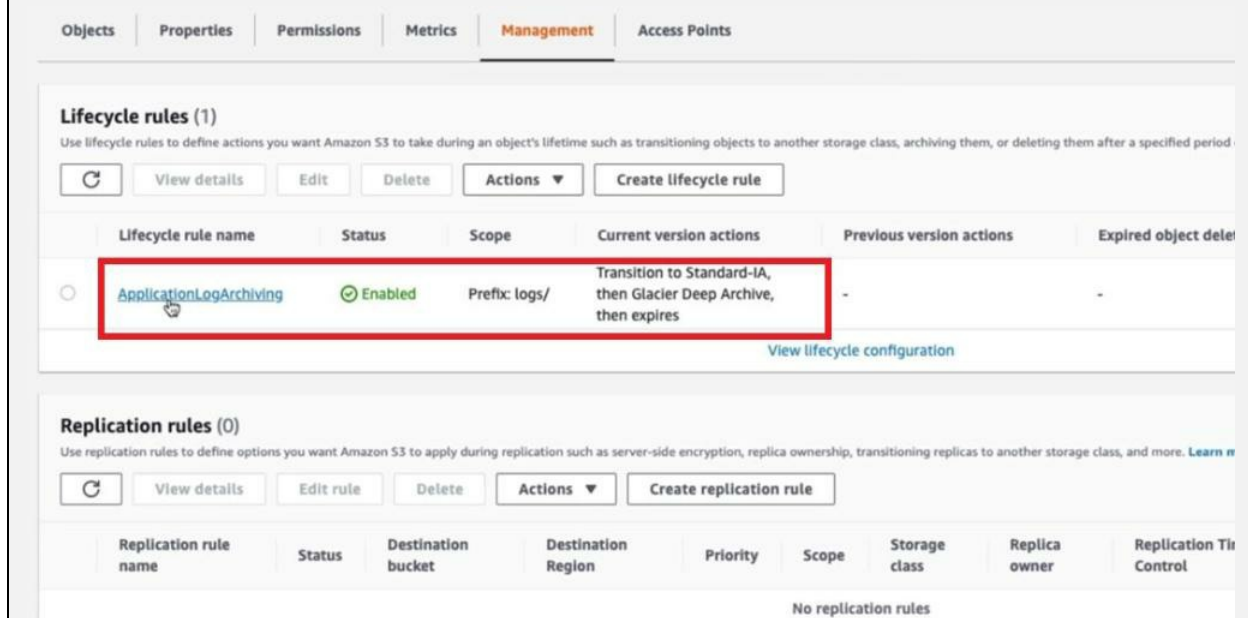 Objects Properties Permissions Metrics Management Access Points
Lifecycle rules (1)
Use lifecycle rules to define actions you want Amazon S3 to take during an object's lifetime such as transitioning objects to another storage class, archiving them, or deleting them after a specified period
View details Edit Delete Actions ▼ Create lifecycle rule
Lifecycle rule name Status Scope Current version actions Previous version actions Expired object dele
ApplicationLogArchiving Enabled Prefix: logs/ Transition to Standard-IA,
then Glacier Deep Archive, - -
then expires
View lifecycle configuration
Replication rules (0)
Use replication rules to define options you want Amazon S3 to apply during replication such as server-side encryption, replica ownership, transitioning replicas to another storage class, and more. Learn
View details Edit rule Delete Actions ▼ Create replication rule
Replication rule Destination Destination Storage Replica Replication
name Status bucket Region Priority Scope class owner Control
No replication rules